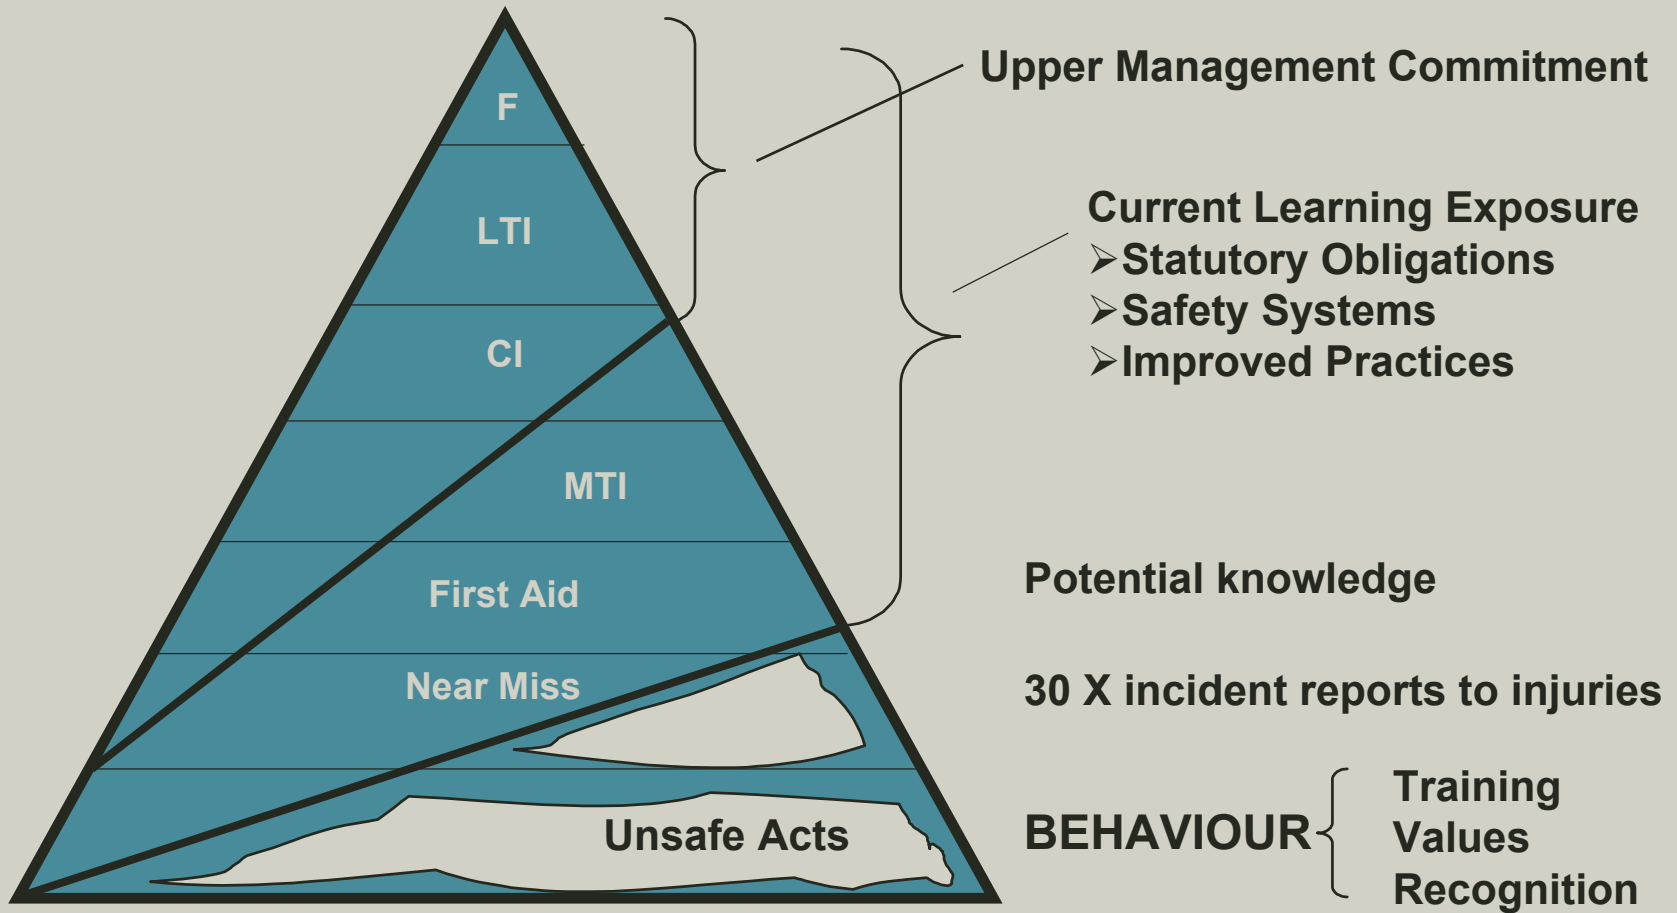 F
LTI
CI
MTI
First Aid
Near Miss
Unsafe Acts
Upper Management Commitment
Current Learning Exposure
➢Statutory Obligations
➢Safety Systems
➢Improved Practices
Potential knowledge
30 X incident reports to injuries
BEHAVIOUR
Training
Values
Recognition